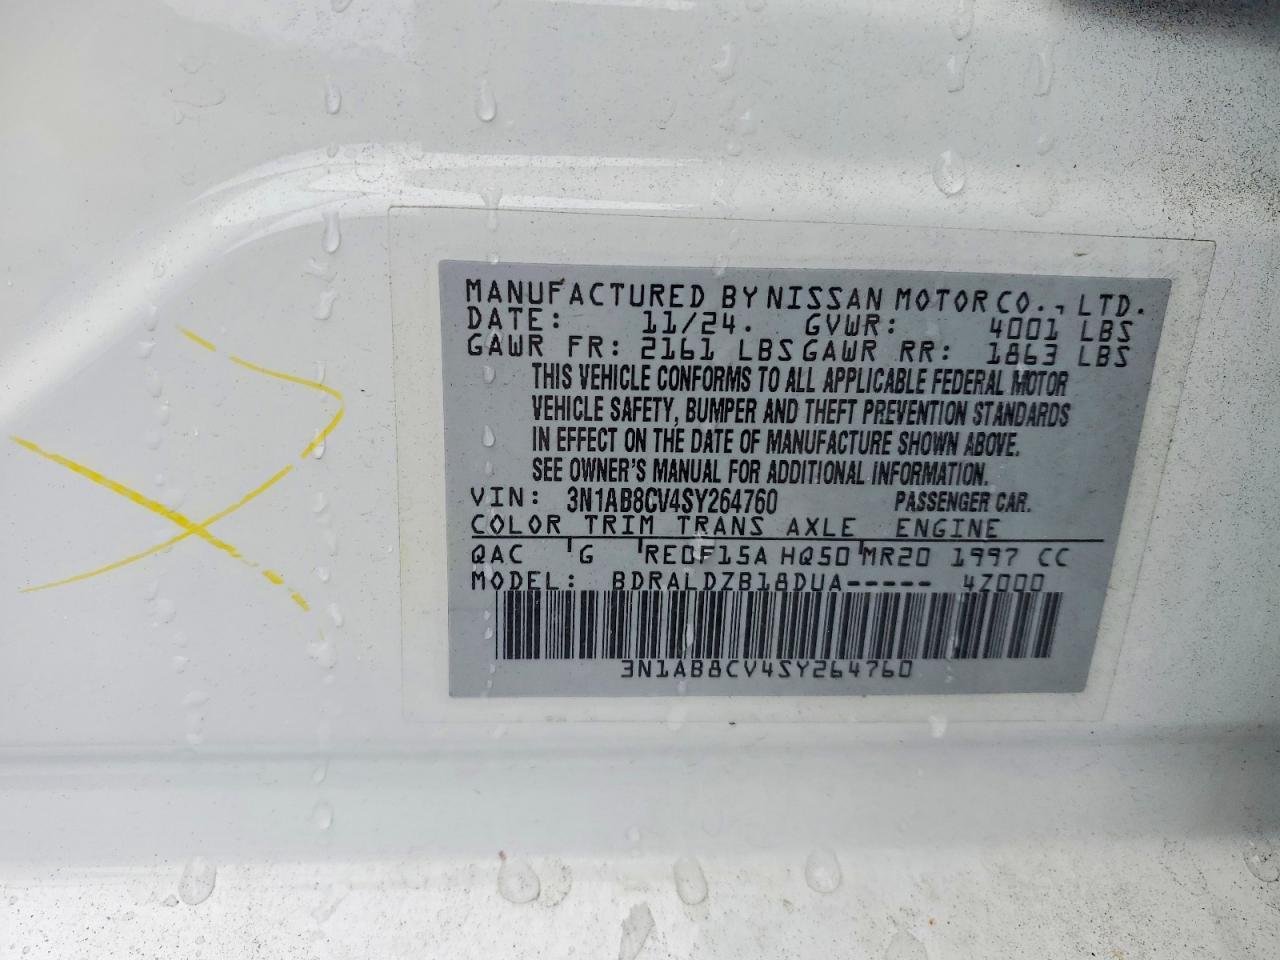 MANUFACTURED BY NISSAN MOTOR CO., LTD.
DATE: 11/24. GVWR: 4001 LBS
GAWR FR: 2161 LBS GAWR RR: 1863 LBS
THIS VEHICLE CONFORMS TO ALL APPLICABLE FEDERAL MOTOR
VEHICLE SAFETY, BUMPER AND THEFT PREVENTION STANDARDS
IN EFFECT ON THE DATE OF MANUFACTURE SHOWN ABOVE.
SEE OWNER'S MANUAL FOR ADDITIONAL INFORMATION.
VIN: 3N1AB8CV4SY264760 PASSENGER CAR.
COLOR TRIM TRANS AXLE ENGINE
QAC G RE0F15A HQ50 MR20 1997 CC
MODEL: BDRALDZB18DUA----- 4Z000
3N1AB8CV4SY264760